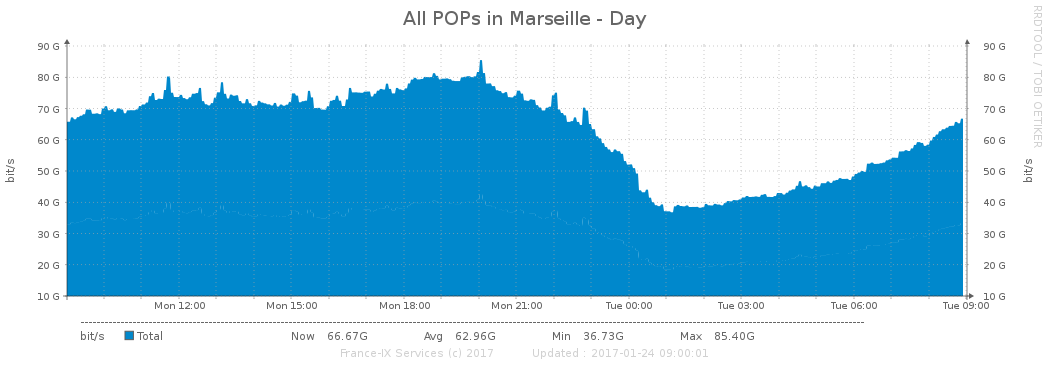 All POPs in Marseille - Day
RRDTOOL / TOBI OETIKER
90 G 90 G
80 G 80 G
70 G 70 G
60 G 60 G
50 G 50 G
40 G 40 G
30 G 30 G
20 G 20 G
10 G 10 G
bit/s
bit/s
Mon 12:00 Mon 15:00 Mon 18:00 Mon 21:00 Tue 00:00 Tue 03:00 Tue 06:00 Tue 09:00
bit/s Total Now 66.67G Avg 62.96G Min 36.73G Max 85.40G
France-IX Services (c) 2017 Updated : 2017-01-24 09:00:01